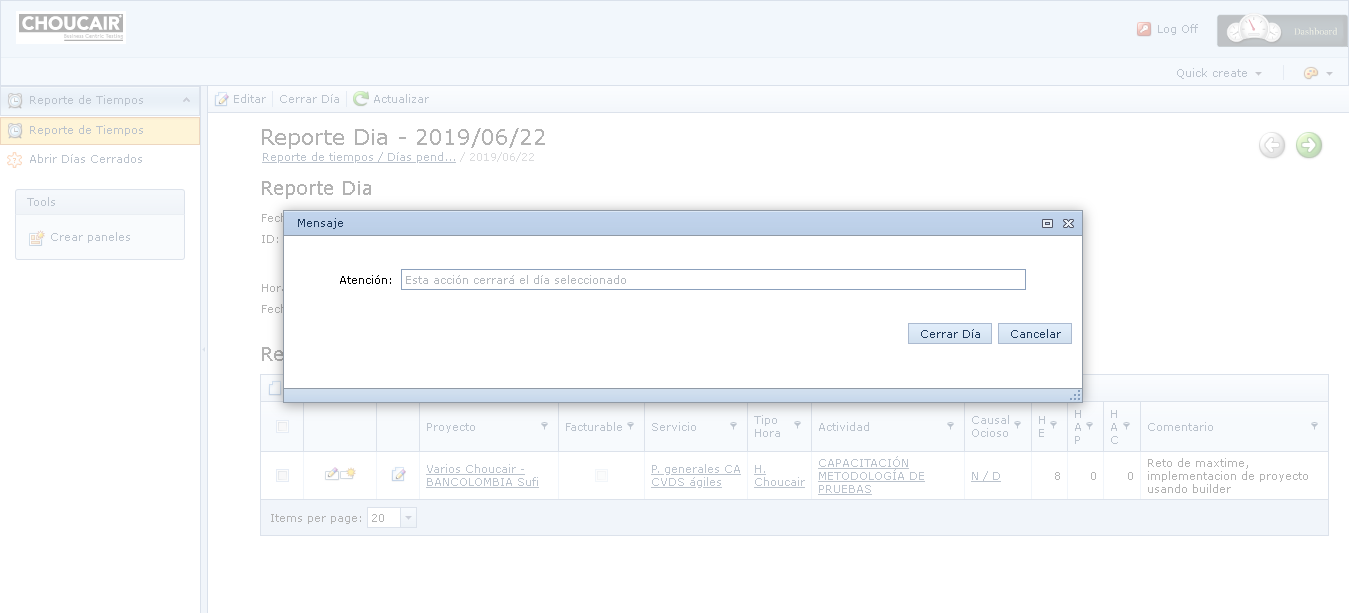 CHOUCAIR
Business Centric Testing
Log Off
Dashboard
Quick create
Reporte de Tiempos
Reporte de Tiempos
Abrir Días Cerrados
Tools
Crear paneles
Editar
Cerrar Día
Actualizar
Reporte Dia - 2019/06/22
Reporte de tiempos / Días pend... / 2019/06/22
Reporte Dia
Fech
ID:
Hora
Fech
Re
Mensaje
Atención: Esta acción cerrará el día seleccionado
Cerrar Día Cancelar
Proyecto
Facturable
Servicio
Tipo
Hora
Actividad
Causal
Ocioso
H
E
H
A
P
H
A
C
Comentario
Varios Choucair -
BANCOLOMBIA Sufi
P. generales CA
CVDS ágiles
H.
Choucair
CAPACITACIÓN
METODOLOGÍA DE
PRUEBAS
N / D
8
0
0
Reto de maxtime,
implementacion de proyecto
usando builder
Items per page: 20